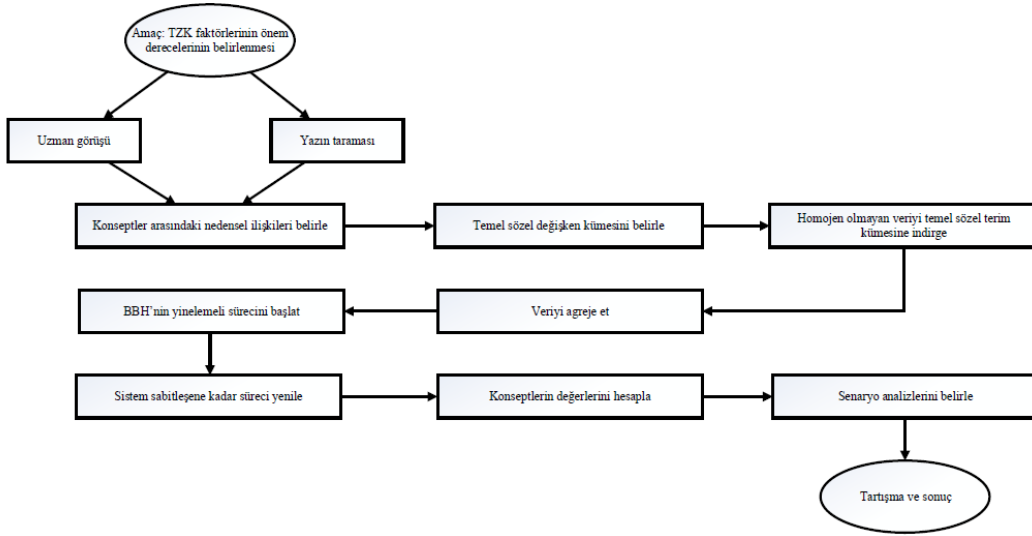 Amaç: TZK faktörlerinin önem
derecelerinin belirlenmesi
Uzman görüşü
Yazın taraması
Konseptler arasındaki nedensel ilişkileri belirle
Temel sözel değişken kümesini belirle
Homojen olmayan veriyi temel sözel terim
kümesine indirge
BBH’nin yinelemeli sürecini başlat
Veriyi agreje et
Sistem sabitleşene kadar süreci yenile
Konseptlerin değerlerini hesapla
Senaryo analizlerini belirle
Tartışma ve sonuç